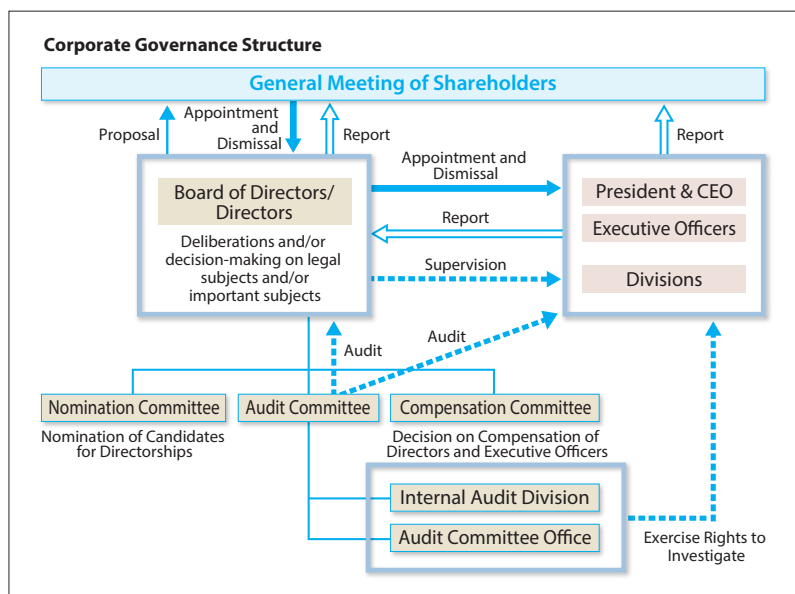 Corporate Governance Structure
General Meeting of Shareholders
Proposal
Appointment
and
Dismissal
Report
Report
Board of Directors/
Directors
Deliberations and/or
decision-making on legal
subjects and/or
important subjects
Appointment and
Dismissal
Report
Supervision
President & CEO
Executive Officers
Divisions
Audit
Audit
Nomination Committee
Audit Committee
Compensation Committee
Nomination of Candidates
for Directorships
Decision on Compensation of
Directors and Executive Officers
Internal Audit Division
Audit Committee Office
Exercise Rights to
Investigate